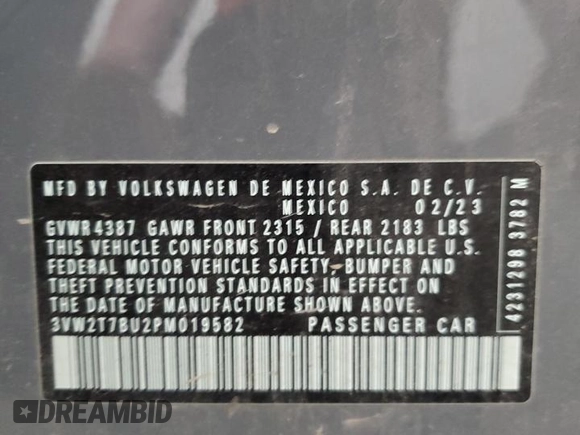 MFD BY VOLKSWAGEN DE MEXICO S.A. DE C.V.
MEXICO 02/23
GVWR 4387 GAWR FRONT 2315 / REAR 2183 LBS
THIS VEHICLE CONFORMS TO ALL APPLICABLE U.S.
FEDERAL MOTOR VEHICLE SAFETY, BUMPER AND
THEFT PREVENTION STANDARDS IN EFFECT ON
THE DATE OF MANUFACTURE SHOWN ABOVE.
3VW2T7BU2PM019582 PASSENGER CAR
4231298 3782 M
DREAMBID